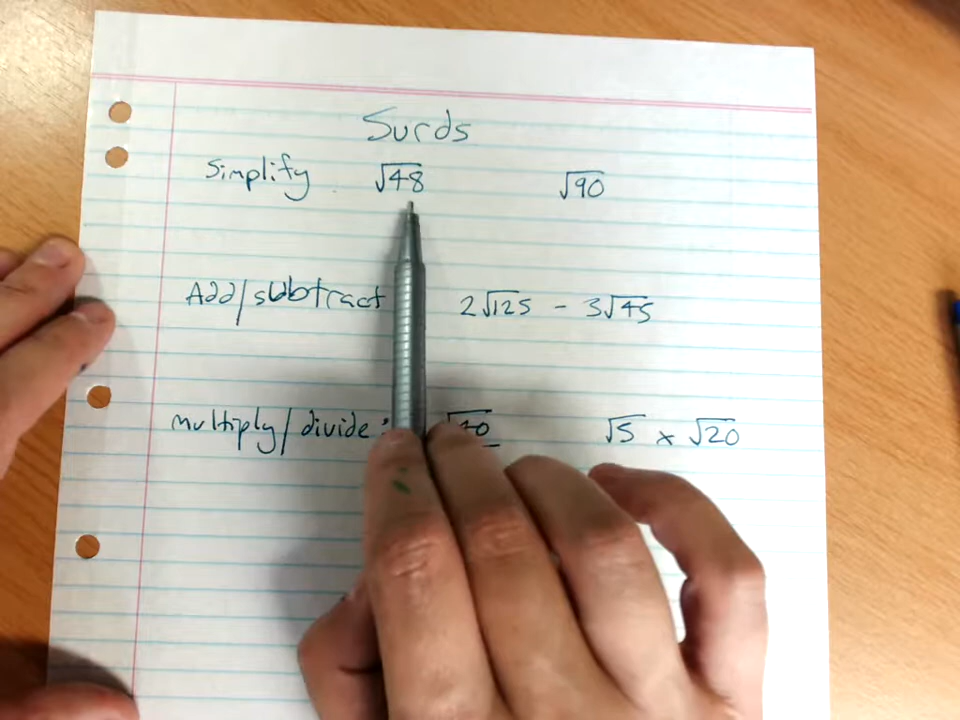 Surds
Simplify √48 √90
Add/subtract 2√125 - 3√45
multiply/divide: √5 x √20